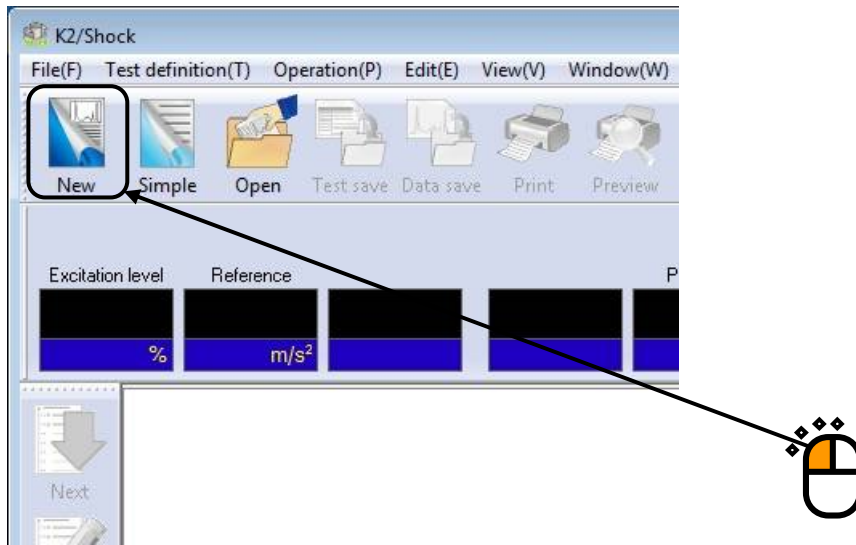 K2/Shock
File(F) Test definition(T) Operation(P) Edit(E) View(V) Window(W)
New Simple Open Test save Data save Print Preview
Excitation level Reference P
% m/s²
Next